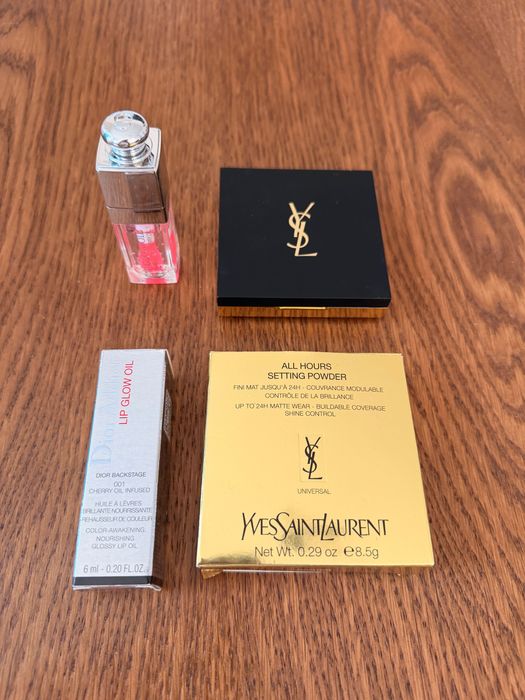 YSL
Dior
LIP GLOW OIL
DIOR BACKSTAGE
001
CHERRY OIL INFUSED
HUILE À LÈVRES
BRILLANTE NOURRISSANTE
REHAUSSEUR DE COULEUR
COLOR-AWAKENING
NOURISHING
GLOSSY LIP OIL
6 ml - 0.20 FL.OZ.
ALL HOURS
SETTING POWDER
FINI MAT JUSQU'À 24H - COUVRANCE MODULABLE
CONTRÔLE DE LA BRILLANCE
UP TO 24H MATTE WEAR - BUILDABLE COVERAGE
SHINE CONTROL
YSL
UNIVERSAL
YVESSAINTLAURENT
Net Wt. 0.29 oz ℮8.5g